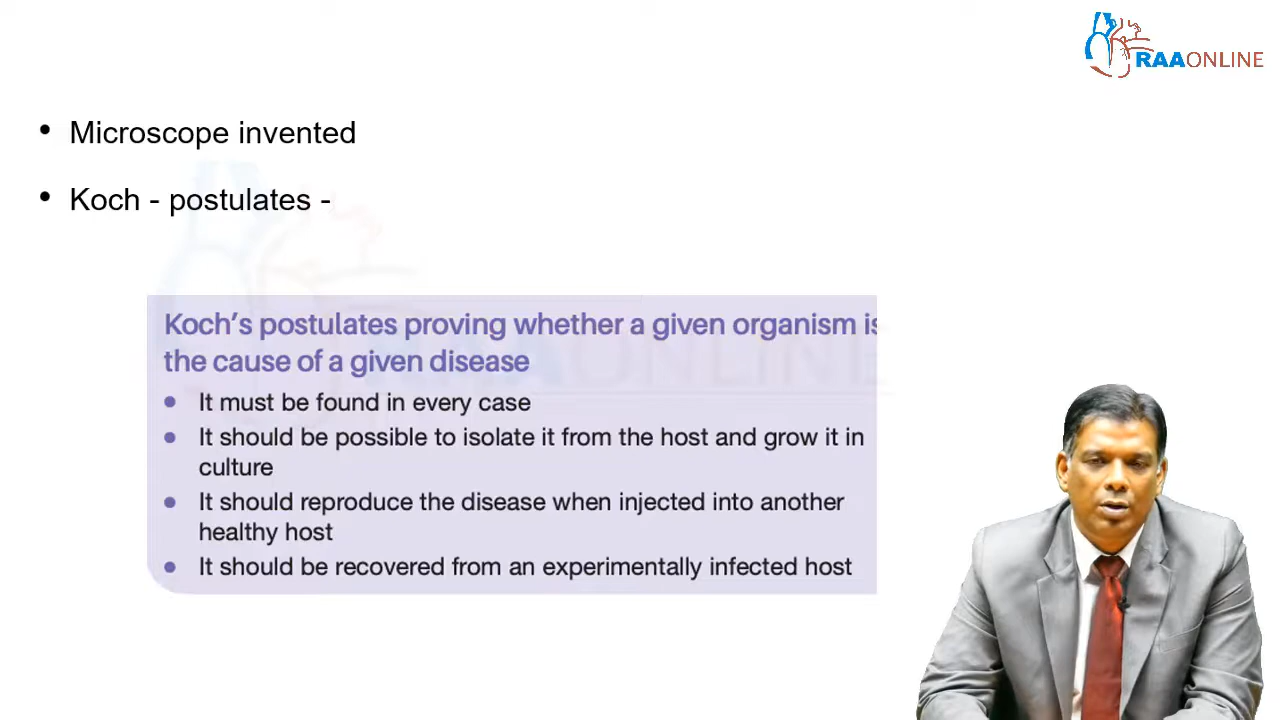 RAAONLINE
• Microscope invented
• Koch - postulates -
Koch's postulates proving whether a given organism is
the cause of a given disease
• It must be found in every case
• It should be possible to isolate it from the host and grow it in
culture
• It should reproduce the disease when injected into another
healthy host
• It should be recovered from an experimentally infected host